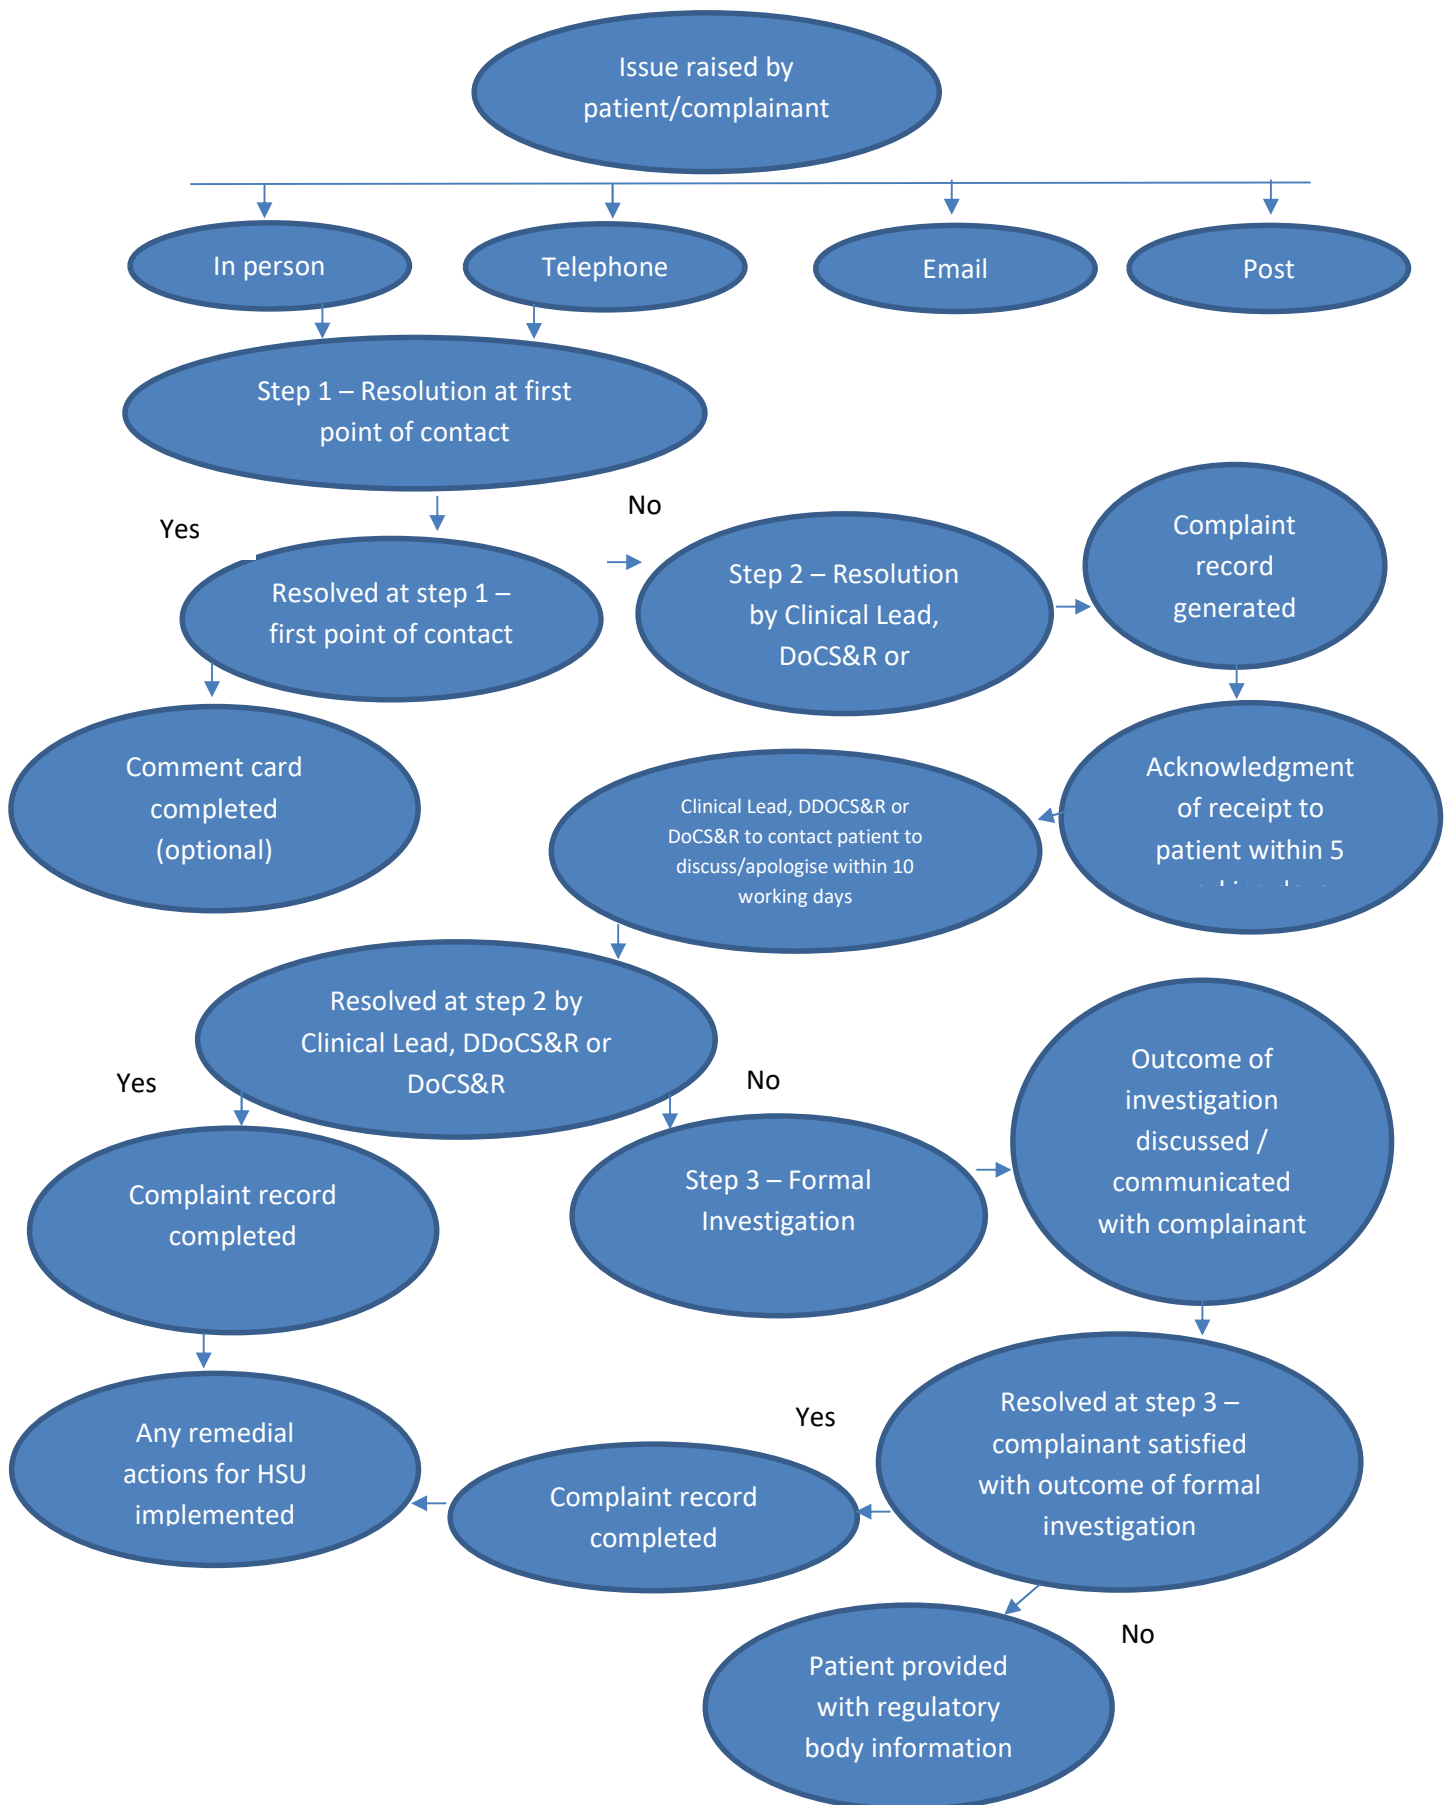 Issue raised by
patient/complainant
In person
Telephone
Email
Post
Step 1 – Resolution at first
point of contact
Yes
No
Resolved at step 1 –
first point of contact
Step 2 – Resolution
by Clinical Lead,
DoCS&R or
Complaint
record
generated
Comment card
completed
(optional)
Clinical Lead, DDOCS&R or
DoCS&R to contact patient to
discuss/apologise within 10
working days
Acknowledgment
of receipt to
patient within 5
Resolved at step 2 by
Clinical Lead, DDoCS&R or
DoCS&R
Yes
No
Complaint record
completed
Step 3 – Formal
Investigation
Outcome of
investigation
discussed /
communicated
with complainant
Any remedial
actions for HSU
implemented
Yes
Complaint record
completed
Resolved at step 3 –
complainant satisfied
with outcome of formal
investigation
No
Patient provided
with regulatory
body information